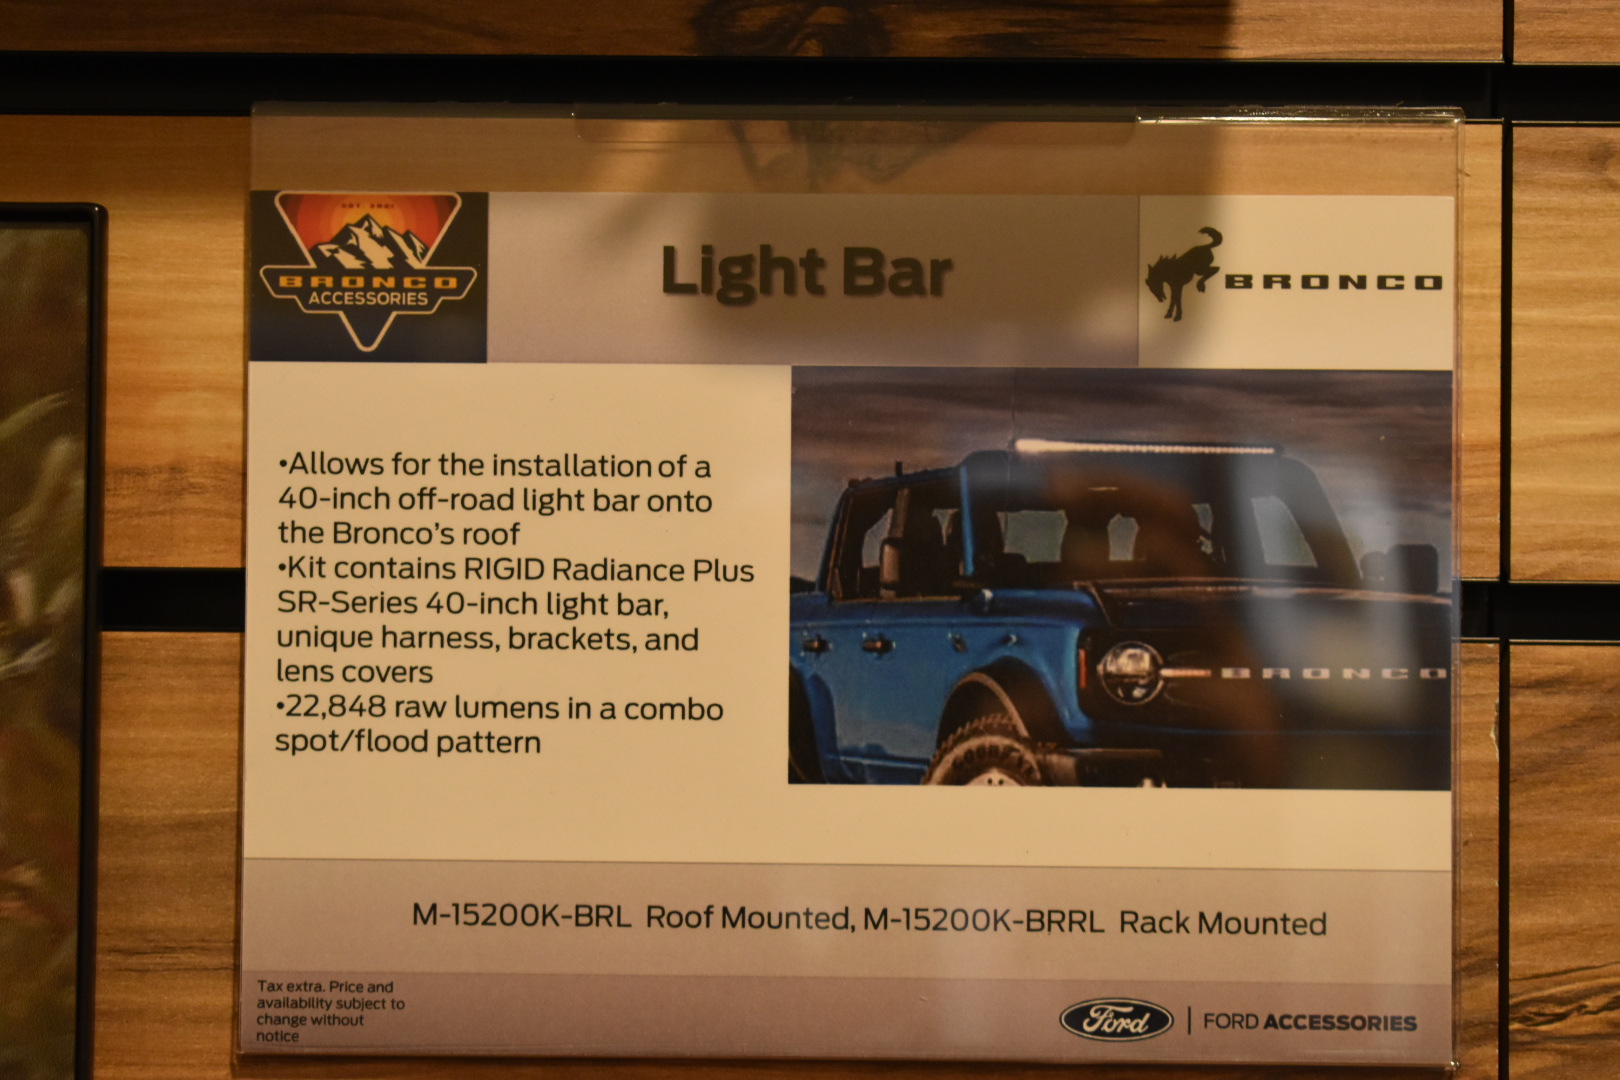 EST. 2021
BRONCO
ACCESSORIES
Light Bar
BRONCO
•Allows for the installation of a
40-inch off-road light bar onto
the Bronco's roof
•Kit contains RIGID Radiance Plus
SR-Series 40-inch light bar,
unique harness, brackets, and
lens covers
•22,848 raw lumens in a combo
spot/flood pattern
BRONCO
M-15200K-BRL Roof Mounted, M-15200K-BRRL Rack Mounted
Tax extra. Price and
availability subject to
change without
notice
Ford
FORD ACCESSORIES